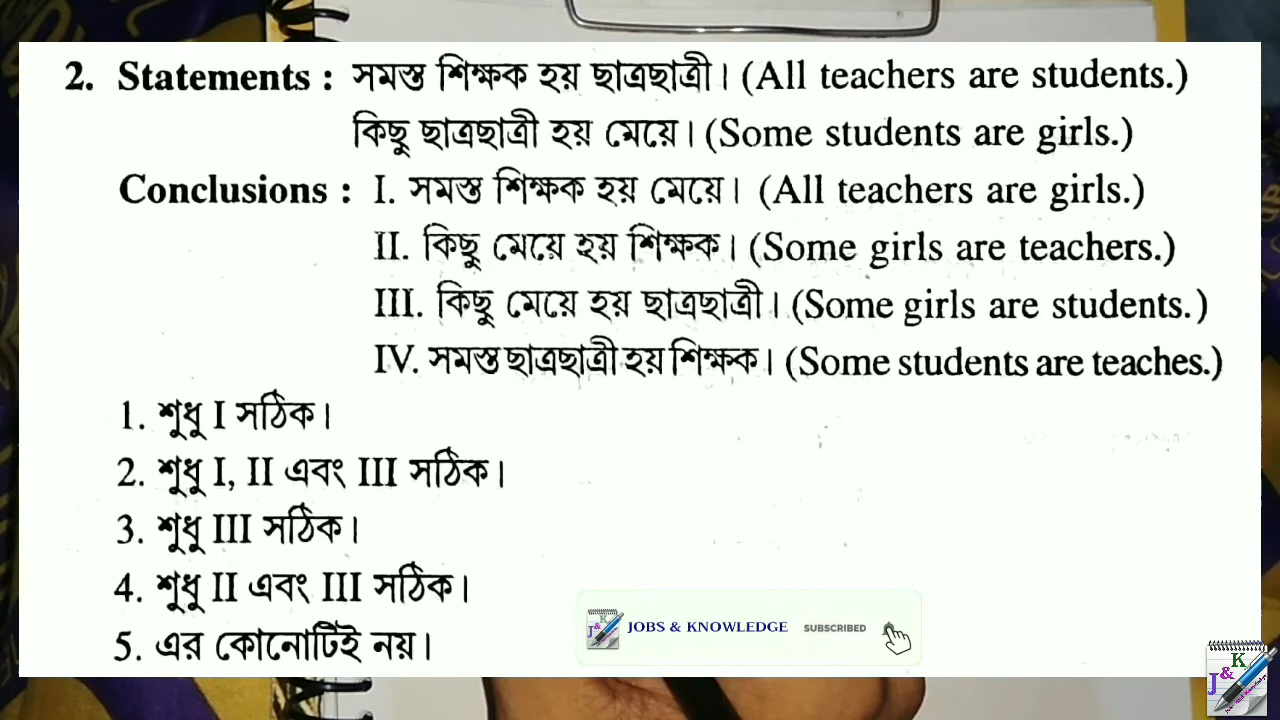 2. Statements : সমস্ত শিক্ষক হয় ছাত্রছাত্রী। (All teachers are students.)
কিছু ছাত্রছাত্রী হয় মেয়ে। (Some students are girls.)
Conclusions : I. সমস্ত শিক্ষক হয় মেয়ে। (All teachers are girls.)
II. কিছু মেয়ে হয় শিক্ষক। (Some girls are teachers.)
III. কিছু মেয়ে হয় ছাত্রছাত্রী। (Some girls are students.)
IV. সমস্ত ছাত্রছাত্রী হয় শিক্ষক। (Some students are teaches.)
1. শুধু I সঠিক।
2. শুধু I, II এবং III সঠিক।
3. শুধু III সঠিক।
4. শুধু II এবং III সঠিক।
5. এর কোনোটিই নয়।
J&K JOBS & KNOWLEDGE SUBSCRIBED
J&K